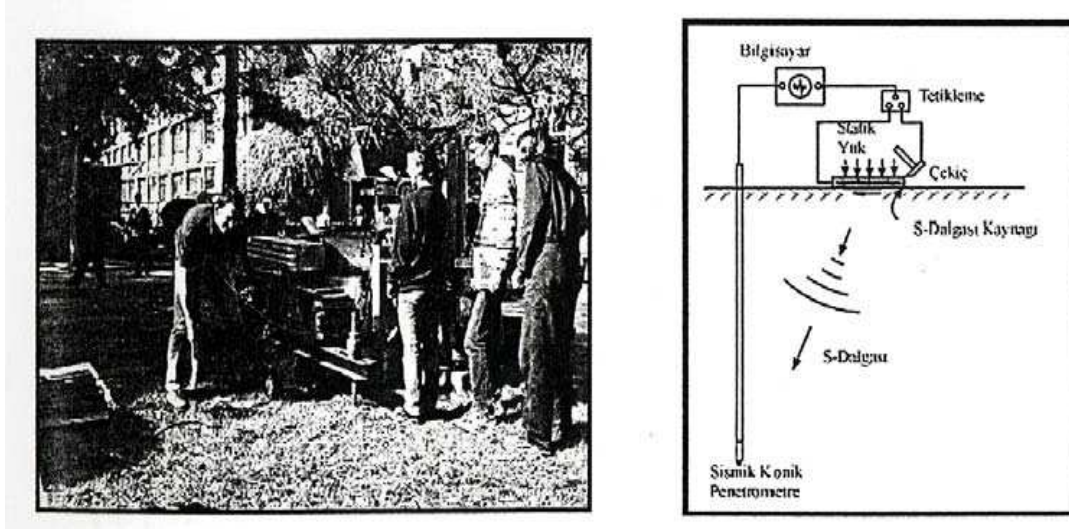 Bilgisayar
Tetikleme
Statik
Yük
Çekiç
S-Dalgası Kaynağı
S-Dalgası
Sismik Konik
Penetrometre